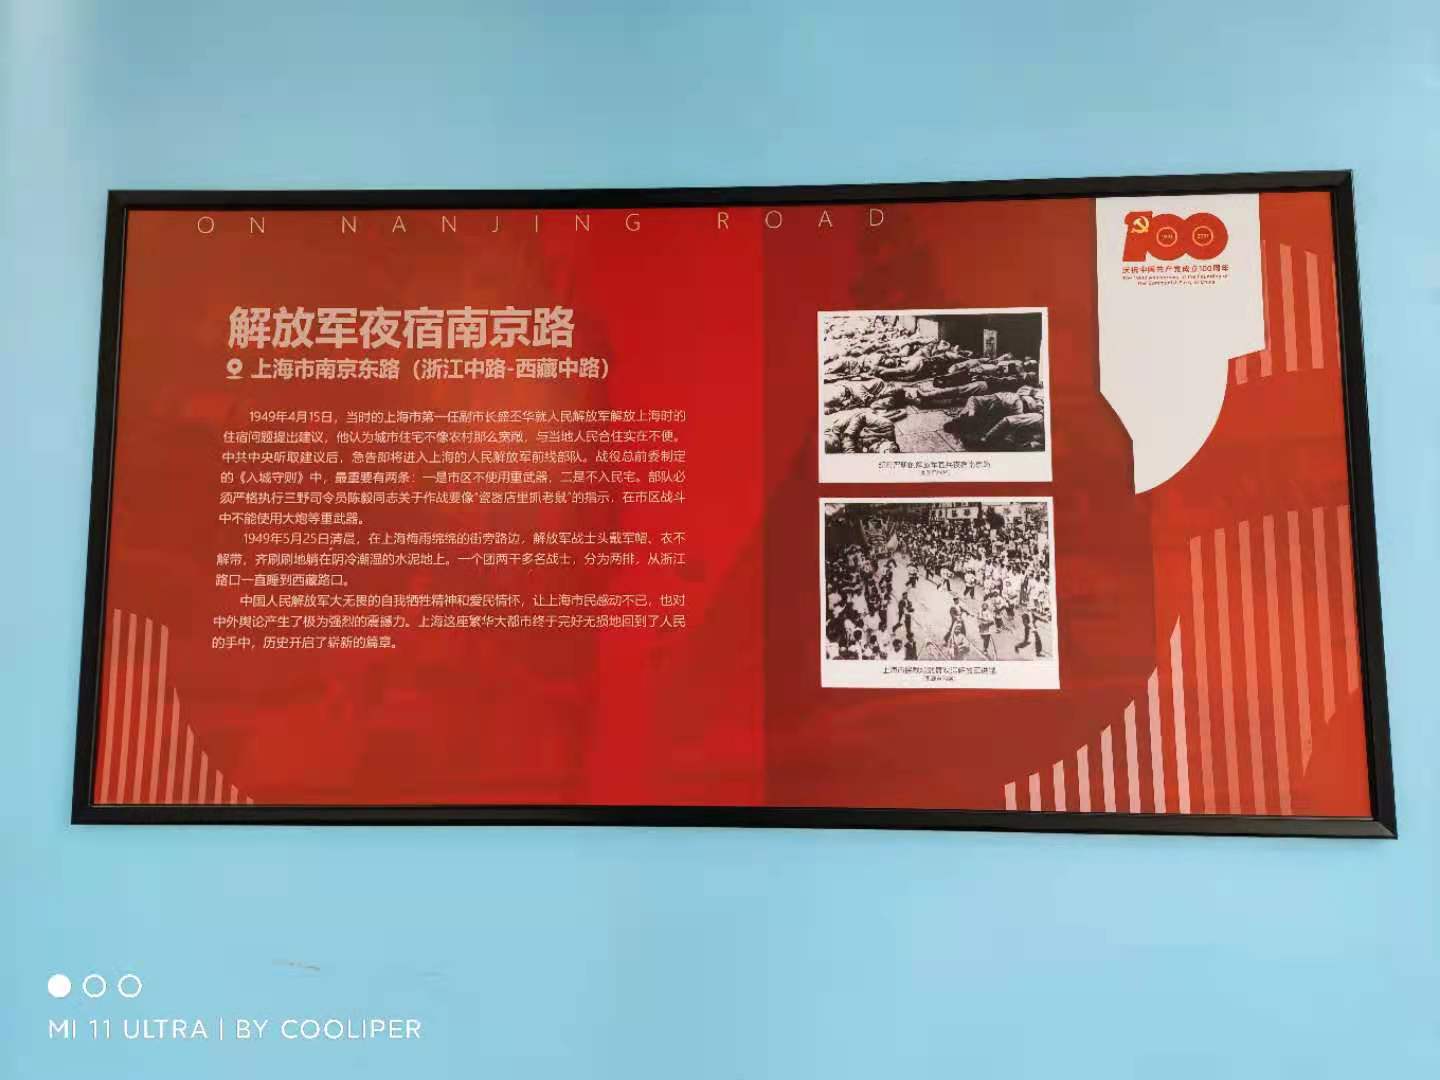 ON NANJING ROAD
解放军夜宿南京路
上海市南京东路（浙江中路-西藏中路）
1949年4月15日，当时的上海市第一任副市长盛丕华就人民解放军解放上海时的
住宿问题提出建议，他认为城市住宅不像农村那么宽敞，与当地人民合住实在不便。
中共中央听取建议后，急告即将进入上海的人民解放军前线部队。战役总前委制定
的《入城守则》中，最重要有两条：一是市区不使用重武器，二是不入民宅。部队必
须严格执行三野司令员陈毅同志关于作战要像“瓷器店里抓老鼠”的指示，在市区战斗
中不能使用大炮等重武器。
1949年5月25日清晨，在上海梅雨绵绵的街旁路边，解放军战士头戴军帽、衣不
解带，齐刷刷地躺在阴冷潮湿的水泥地上。一个团两千多名战士，分为两排，从浙江
路口一直睡到西藏路口。
中国人民解放军大无畏的自我牺牲精神和爱民情怀，让上海市民感动不已，也对
中外舆论产生了极为强烈的震撼力。上海这座繁华大都市终于完好无损地回到了人民
的手中，历史开启了崭新的篇章。
100
1921 2021
庆祝中国共产党成立100周年
The 100th Anniversary of the Founding of
The Communist Party of China
MI 11 ULTRA | BY COOLIPER